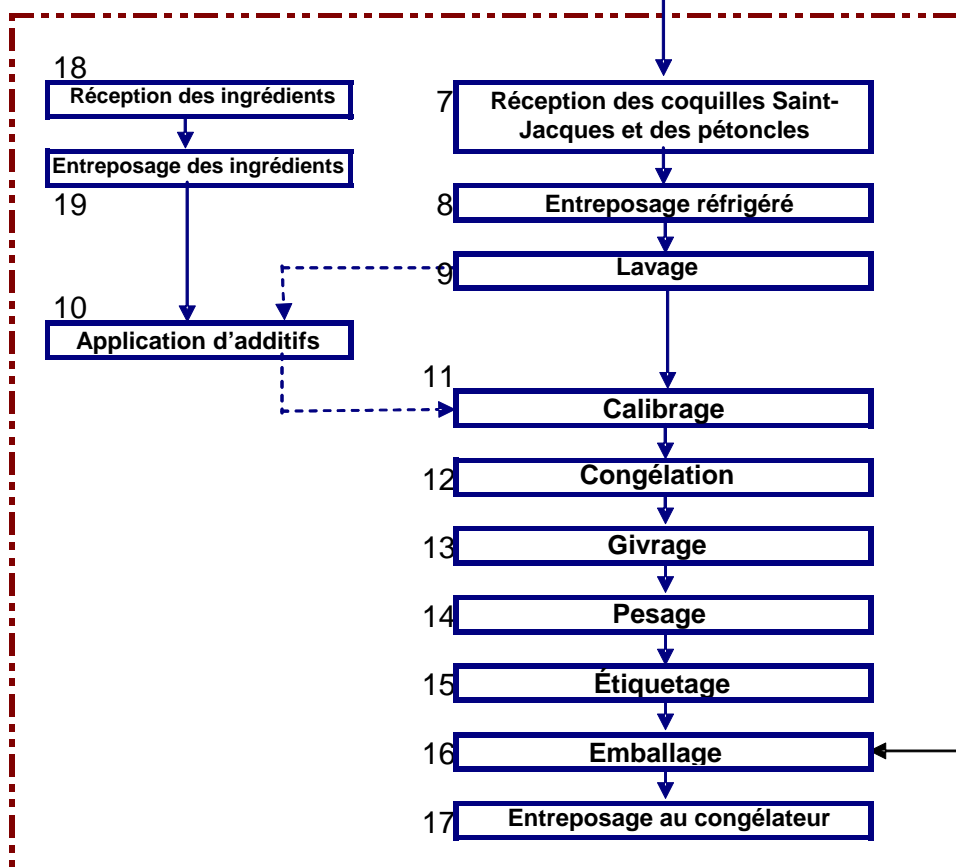 18
Réception des ingrédients
Entreposage des ingrédients
19
10
Application d'additifs
7
Réception des coquilles Saint-
Jacques et des pétoncles
8
Entreposage réfrigéré
9
Lavage
11
Calibrage
12
Congélation
13
Givrage
14
Pesage
15
Étiquetage
16
Emballage
17
Entreposage au congélateur